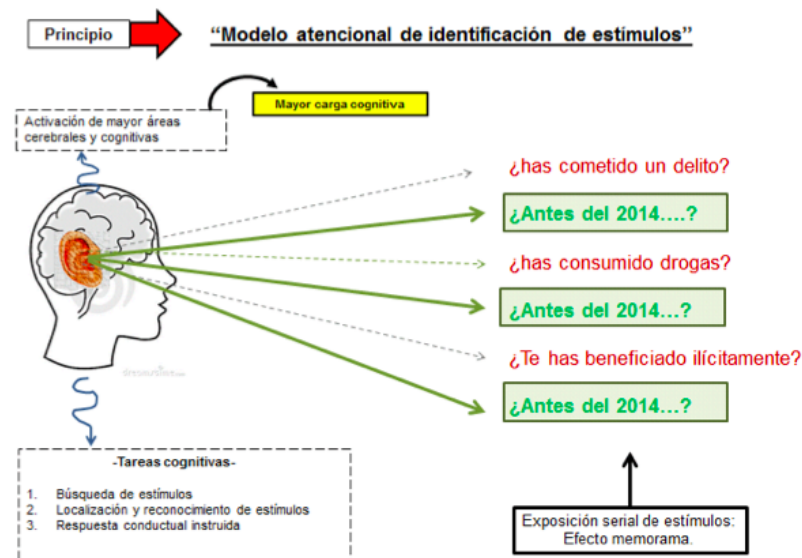 Principio
“Modelo atencional de identificación de estímulos”
Mayor carga cognitiva
Activación de mayor áreas
cerebrales y cognitivas
¿has cometido un delito?
¿Antes del 2014....?
¿has consumido drogas?
¿Antes del 2014...?
¿Te has beneficiado ilícitamente?
¿Antes del 2014...?
-Tareas cognitivas-
1. Búsqueda de estímulos
2. Localización y reconocimiento de estímulos
3. Respuesta conductual instruida
Exposición serial de estímulos:
Efecto memorama.